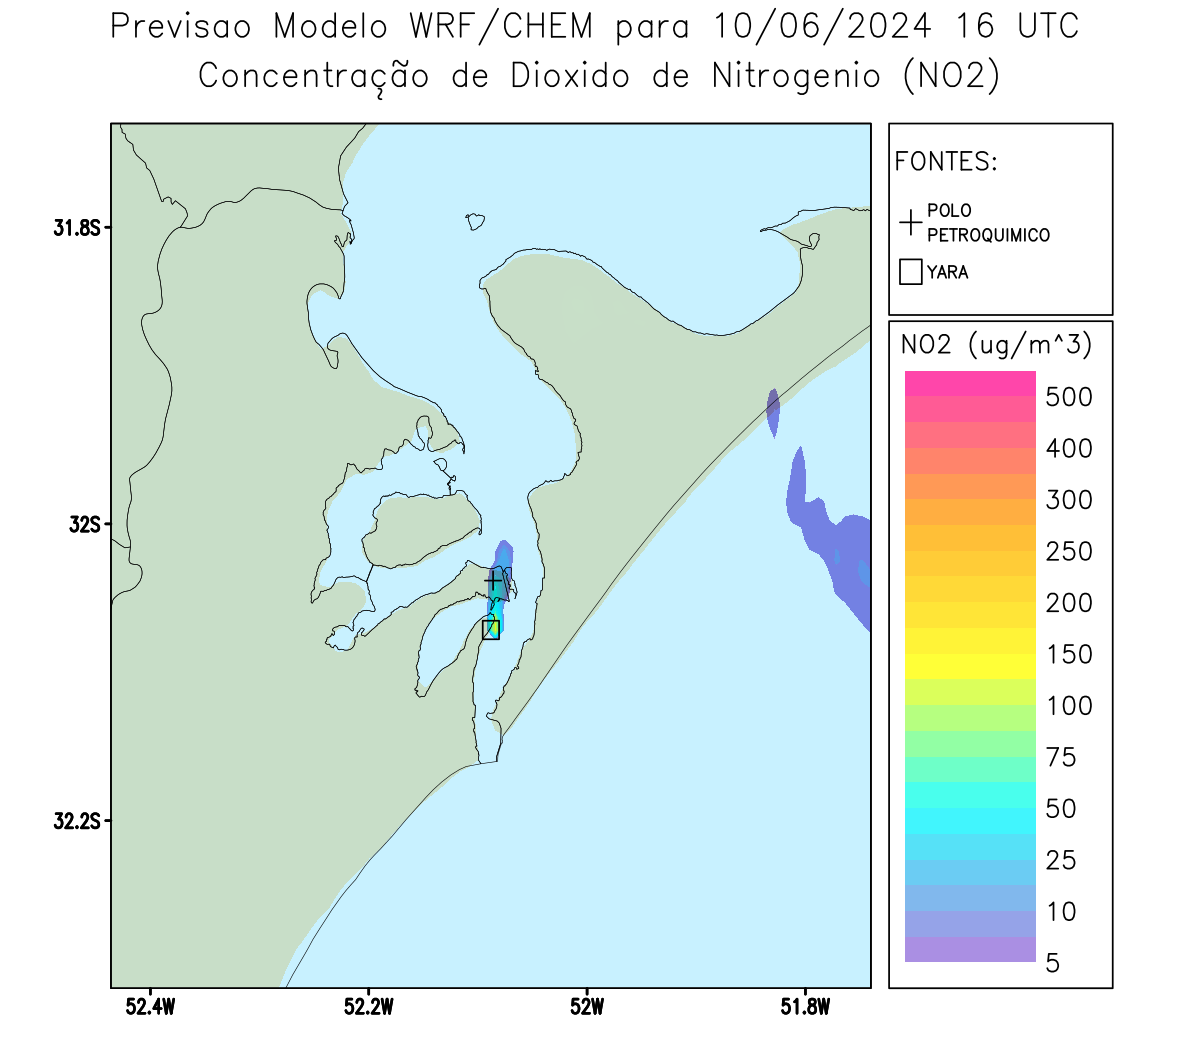 Previsao Modelo WRF/CHEM para 10/06/2024 16 UTC
Concentração de Dioxido de Nitrogenio (NO2)
FONTES:
POLO
PETROQUIMICO
YARA
NO2 (ug/m^3)
500
400
300
250
200
150
100
75
50
25
10
5
31.8S
32S
32.2S
52.4W
52.2W
52W
51.8W